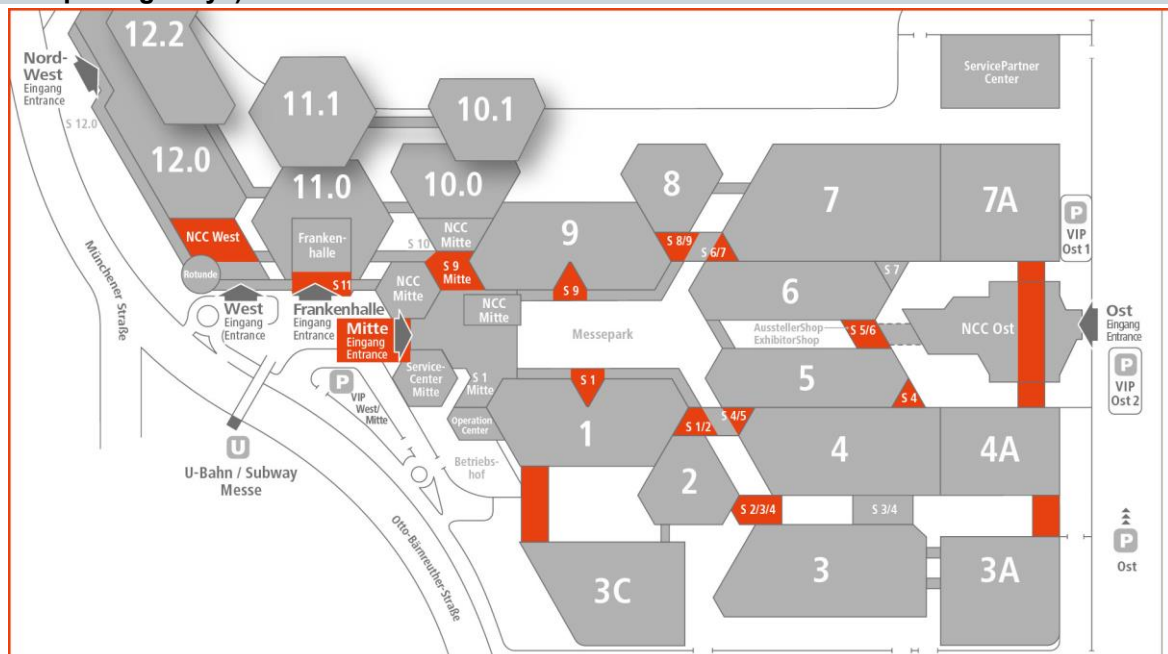 12.2
Nord-
West
Eingang
Entrance
S 12.0
12.0
11.1
10.1
11.0
10.0
8
7
7A
ServicePartner
Center
P
VIP
Ost 1
NCC West
Franken-
halle
S 10
NCC
Mitte
9
S 8/9
S 6/7
S 9
Mitte
S 9
S 7
6
Rotunde
S 11
NCC
Mitte
NCC
Mitte
Messepark
AusstellerShop
ExhibitorShop
S 5/6
NCC Ost
Ost
Eingang
Entrance
P
VIP
Ost 2
Münchener Straße
West
Eingang
Entrance
Frankenhalle
Eingang
Entrance
Mitte
Eingang
Entrance
Service-
Center
Mitte
S 1
Mitte
S 1
5
S 4
P
VIP
West/
Mitte
Operation
Center
1
S 1/2
S 4/5
4
4A
U
U-Bahn / Subway
Messe
Betriebs-
hof
2
S 2/3/4
S 3/4
Otto-Bärnreuther-Straße
3C
3
3A
P
Ost